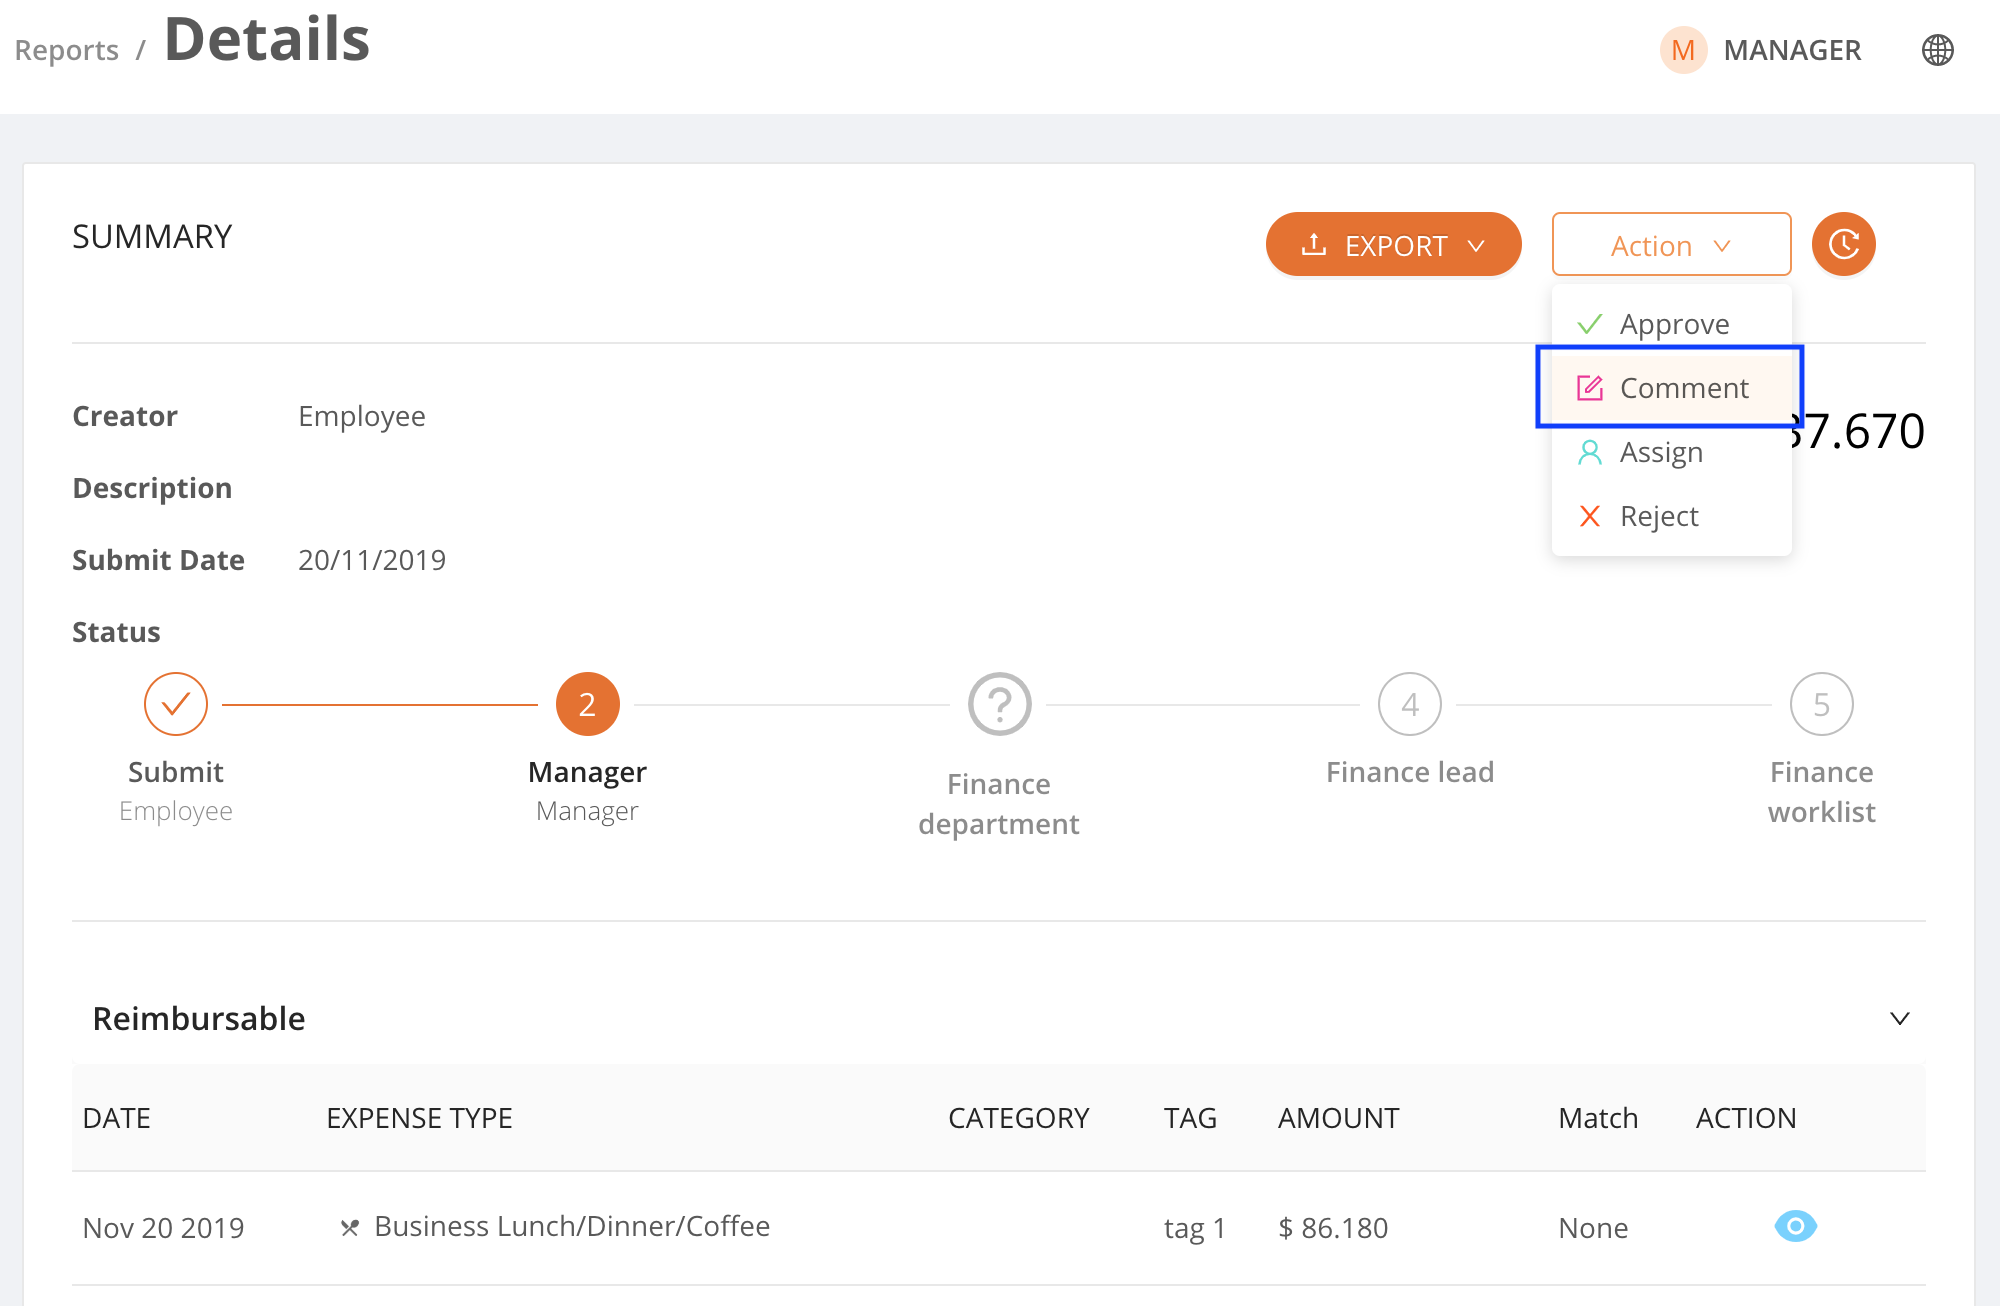 Reports / Details
M MANAGER
SUMMARY
EXPORT
Action
Approve
Comment
Assign
Reject
Creator Employee
7.670
Description
Submit Date 20/11/2019
Status
2 ? 4 5
Submit
Employee
Manager
Manager
Finance
department
Finance lead
Finance
worklist
Reimbursable
DATE EXPENSE TYPE CATEGORY TAG AMOUNT Match ACTION
Nov 20 2019 Business Lunch/Dinner/Coffee tag 1 $ 86.180 None